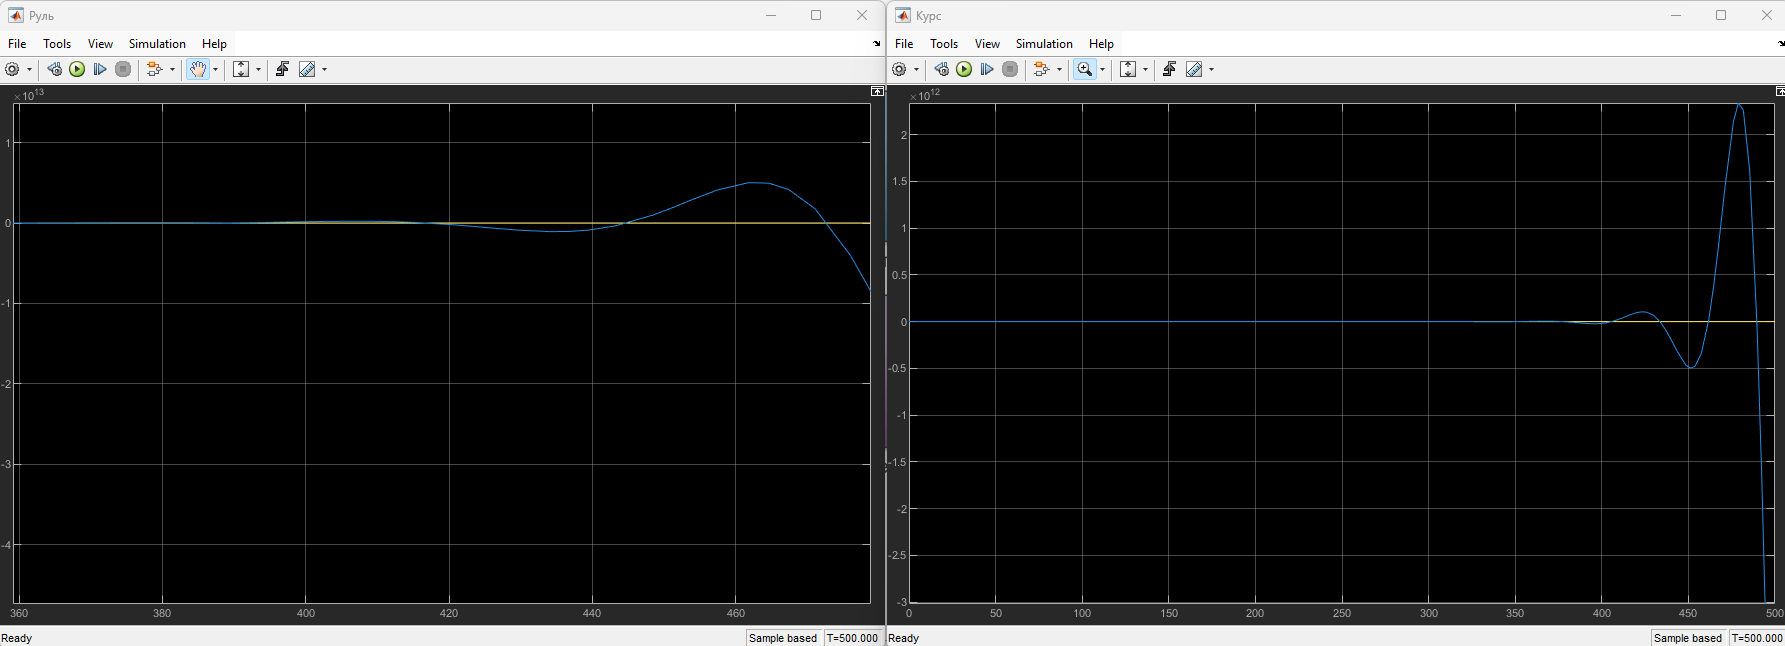 Руль
File Tools View Simulation Help
×10^13
1
0
-1
-2
-3
-4
360 380 400 420 440 460
Ready Sample based T=500.000
Курс
File Tools View Simulation Help
×10^12
2
1.5
1
0.5
0
-0.5
-1
-1.5
-2
-2.5
-3
0 50 100 150 200 250 300 350 400 450 500
Ready Sample based T=500.000